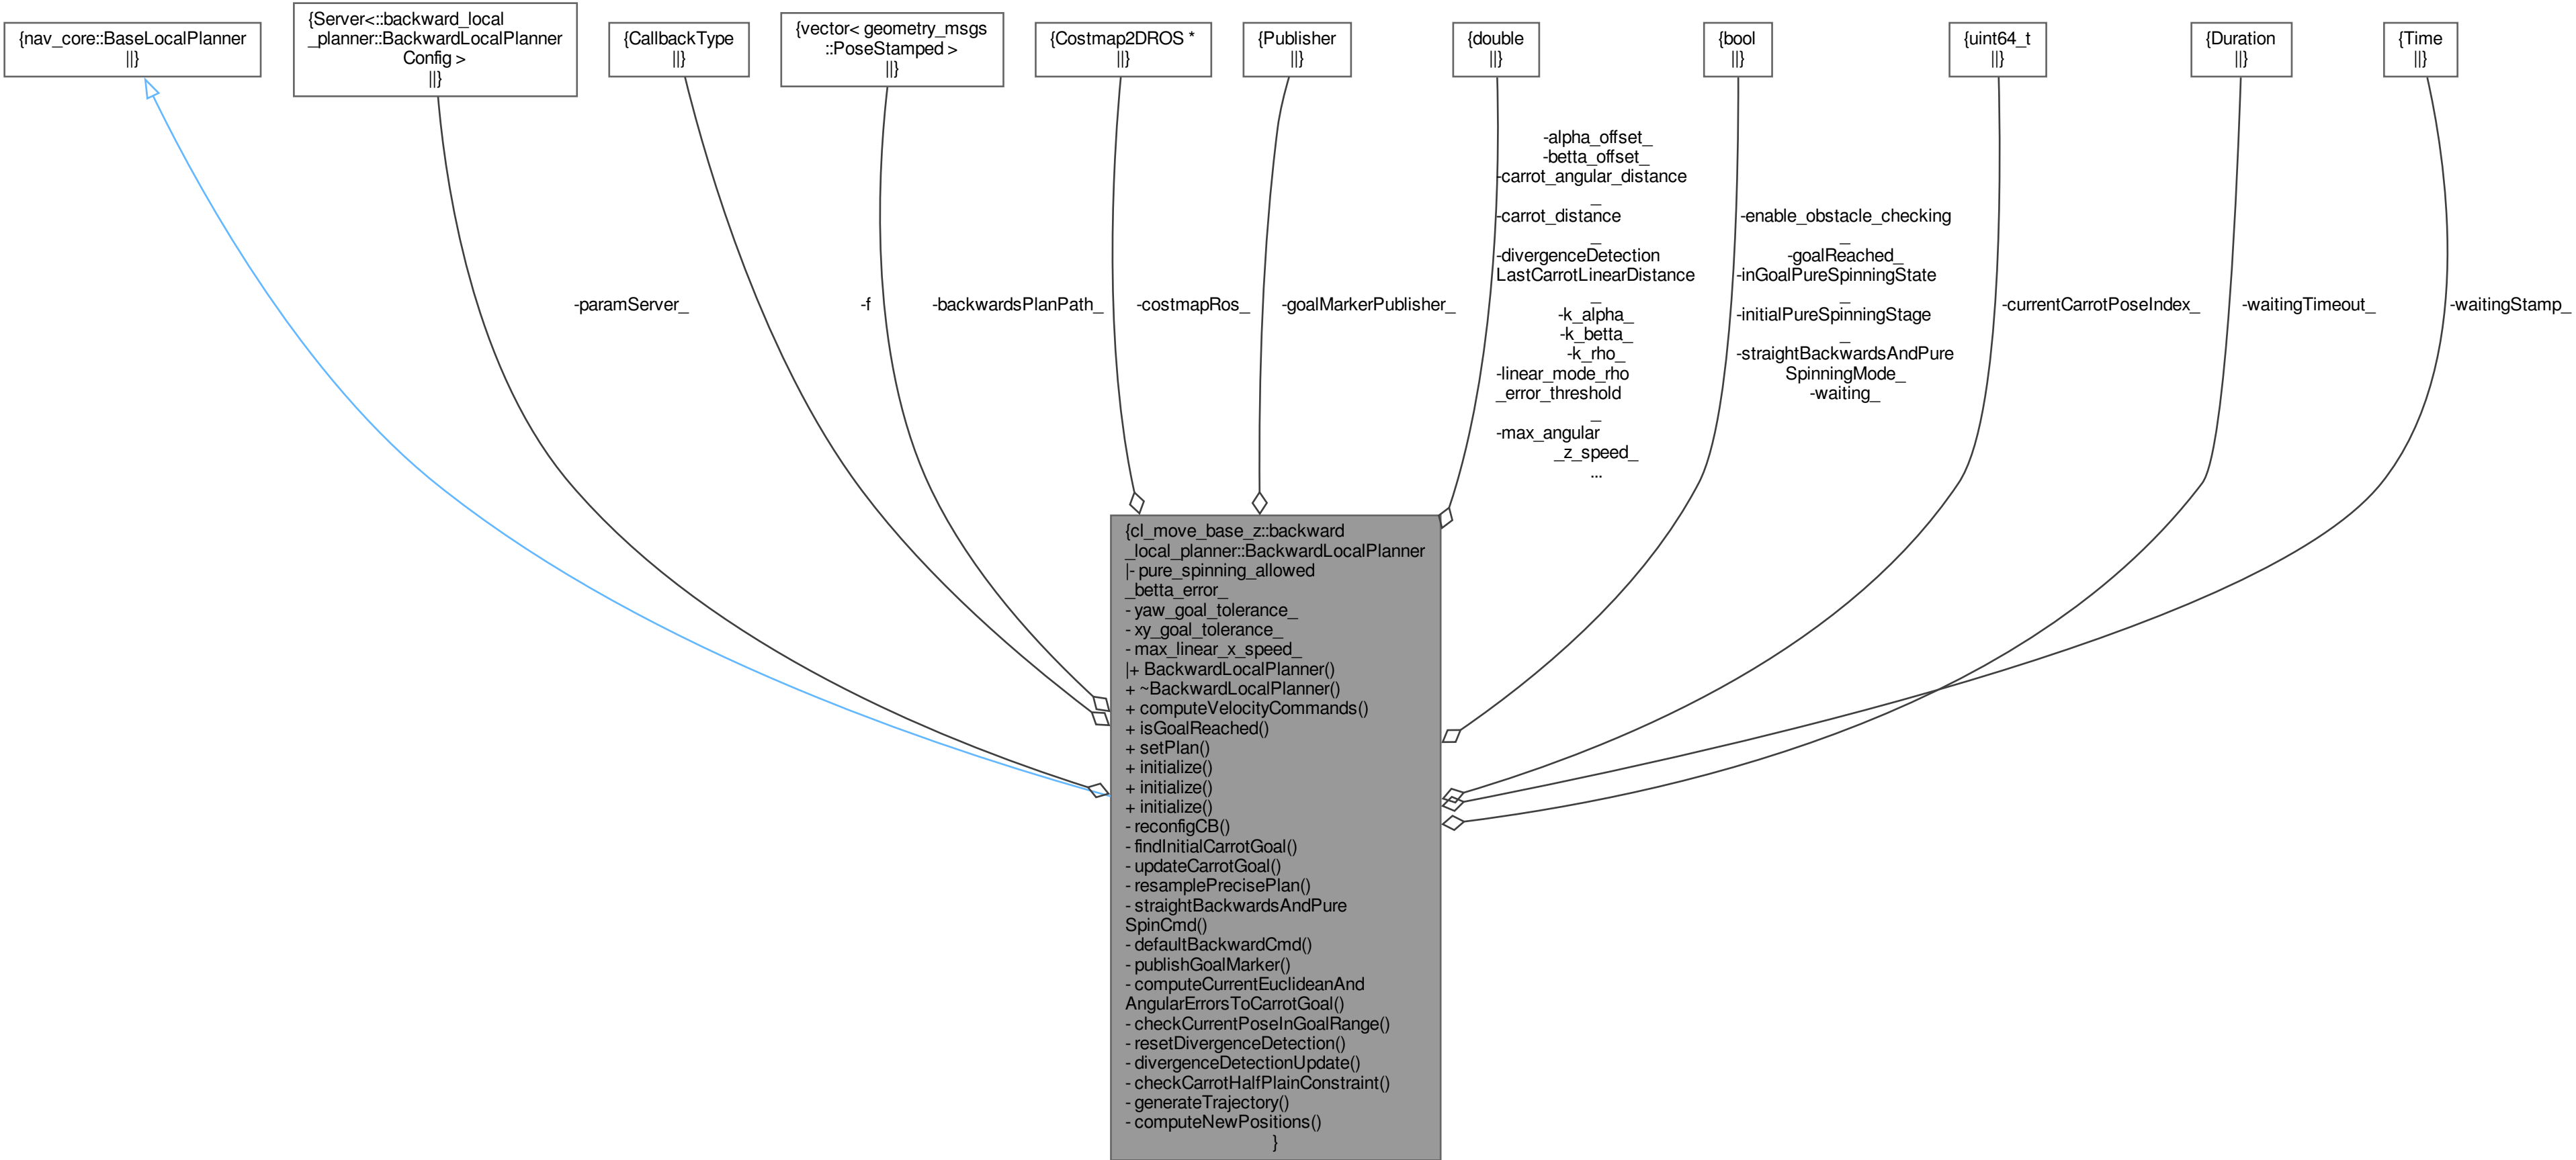 {nav_core::BaseLocalPlanner
||}
{Server<::backward_local
_planner::BackwardLocalPlanner
Config >
||}
{CallbackType
||}
{vector< geometry_msgs
::PoseStamped >
||}
{Costmap2DROS *
||}
{Publisher
||}
{double
||}
{bool
||}
{uint64_t
||}
{Duration
||}
{Time
||}
-paramServer_
-f
-backwardsPlanPath_
-costmapRos_
-goalMarkerPublisher_
-alpha_offset_
-betta_offset_
-carrot_angular_distance
_
-carrot_distance
_
-divergenceDetection
LastCarrotLinearDistance
_
-k_alpha_
-k_betta_
-k_rho_
-linear_mode_rho
_error_threshold
_
-max_angular
_z_speed_
...
-enable_obstacle_checking
_
-goalReached_
-inGoalPureSpinningState
_
-initialPureSpinningStage
_
-straightBackwardsAndPure
SpinningMode_
-waiting_
-currentCarrotPoseIndex_
-waitingTimeout_
-waitingStamp_
{cl_move_base_z::backward
_local_planner::BackwardLocalPlanner
|- pure_spinning_allowed
_betta_error_
- yaw_goal_tolerance_
- xy_goal_tolerance_
- max_linear_x_speed_
|+ BackwardLocalPlanner()
+ ~BackwardLocalPlanner()
+ computeVelocityCommands()
+ isGoalReached()
+ setPlan()
+ initialize()
+ initialize()
+ initialize()
- reconfigCB()
- findInitialCarrotGoal()
- updateCarrotGoal()
- resamplePrecisePlan()
- straightBackwardsAndPure
SpinCmd()
- defaultBackwardCmd()
- publishGoalMarker()
- computeCurrentEuclideanAnd
AngularErrorsToCarrotGoal()
- checkCurrentPoseInGoalRange()
- resetDivergenceDetection()
- divergenceDetectionUpdate()
- checkCarrotHalfPlainConstraint()
- generateTrajectory()
- computeNewPositions()
}